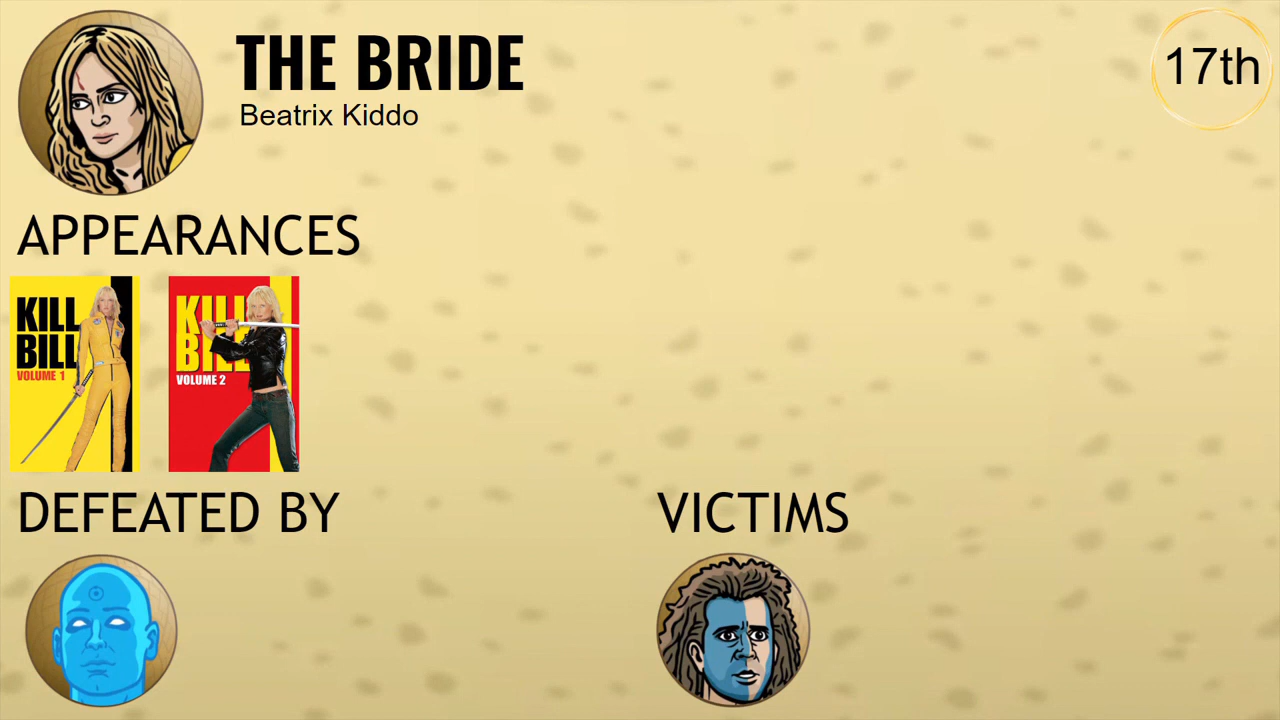 THE BRIDE
Beatrix Kiddo
17th
APPEARANCES
KILL
BILL
VOLUME 1
KILL
BILL
VOLUME 2
DEFEATED BY
VICTIMS